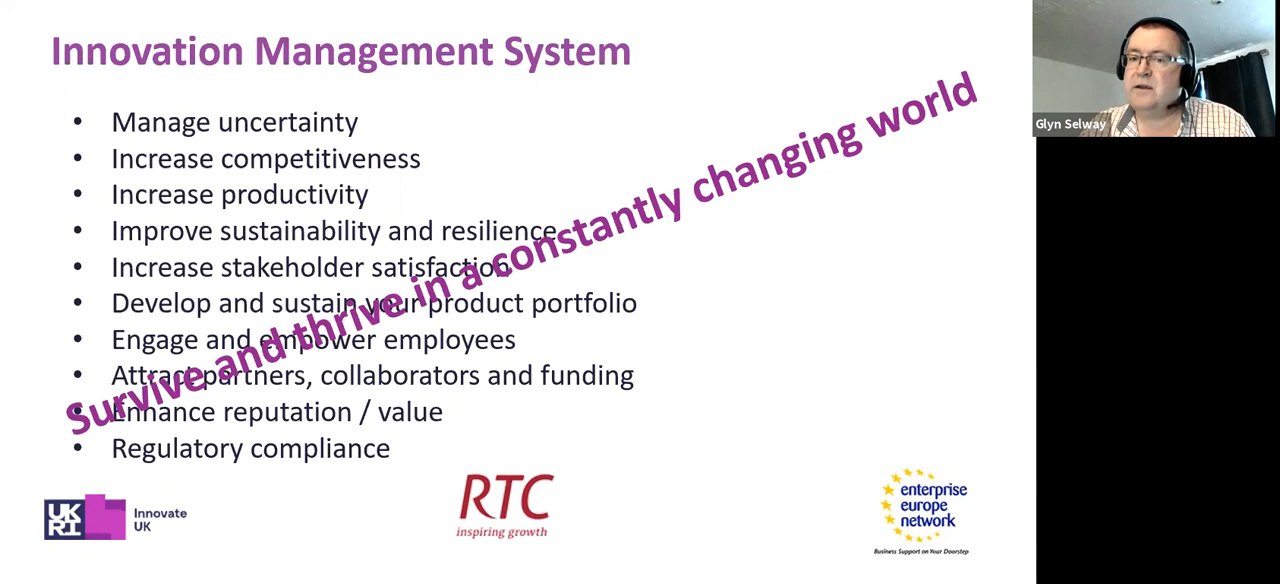 Innovation Management System
• Manage uncertainty
• Increase competitiveness
• Increase productivity
• Improve sustainability and resilience
• Increase stakeholder satisfaction
• Develop and sustain your product portfolio
• Engage and empower employees
• Attract partners, collaborators and funding
• Enhance reputation / value
• Regulatory compliance
Survive and thrive in a constantly changing world
Glyn Selway
UK
RI
Innovate
UK
RTC
inspiring growth
enterprise
europe
network
Business Support on Your Doorstep